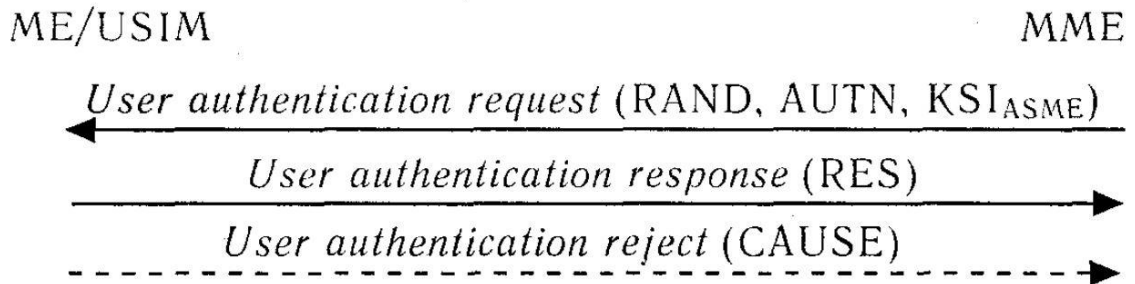 ME/USIM MME
User authentication request (RAND, AUTN, KSIASME)
User authentication response (RES)
User authentication reject (CAUSE)